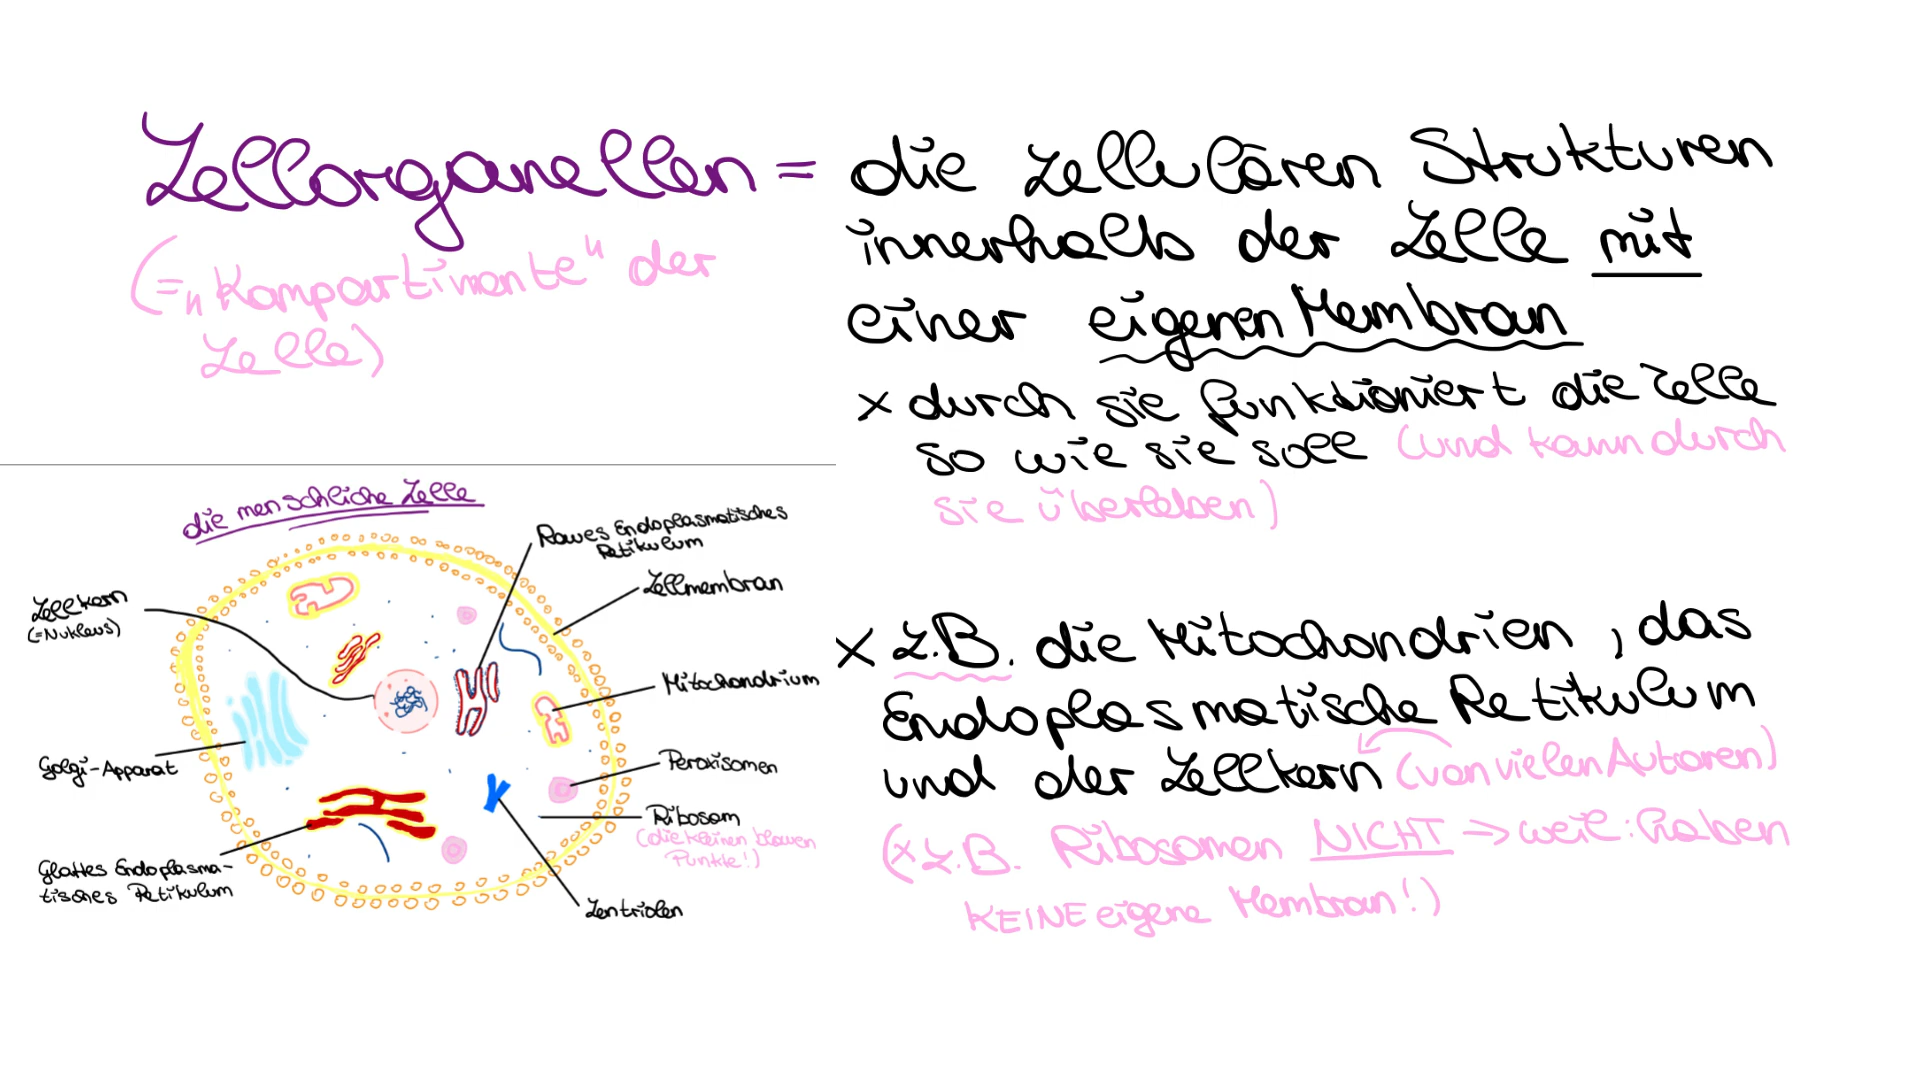 Zellorganellen =
(="Kompartimente" der
Zelle)
die zellulären Strukturen
innerhalb der Zelle mit
einer eigenen Membran
x durch sie funktioniert die Zelle
so wie sie soll (und kann durch
sie überleben)
x z.B. die Mitochondrien, das
Endoplasmatische Retikulum
und der Zellkern (von vielen Autoren)
(x z.B. Ribosomen NICHT → weil: haben
KEINE eigene Membran!)
die menschliche Zelle
Zellkern
(=Nukleus)
Golgi-Apparat
Glattes Endoplasma-
tisches Retikulum
Raues Endoplasmatisches
Retikulum
Zellmembran
Mitochondrium
Peroxisomen
Ribosom
(die kleinen blauen
Punkte!)
Zentriolen